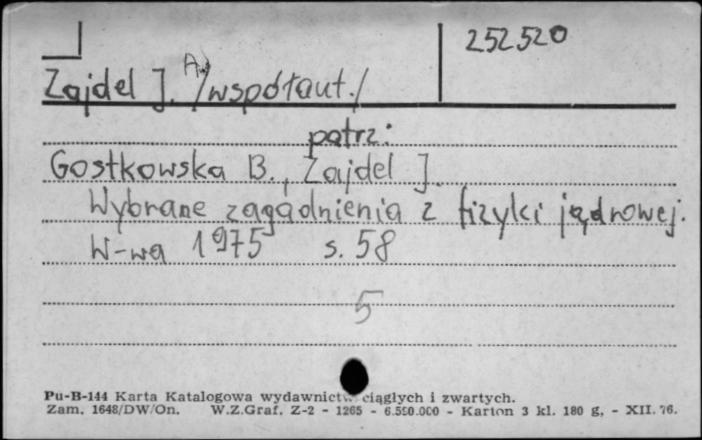 252520
Zajdel J. A. /współaut./
patrz:
Gostkowska B., Zajdel J.
Wybrane zagadnienia z fizyki jądrowej.
W-wa 1975 s. 58
5
Pu-B-144 Karta Katalogowa wydawnictw ciągłych i zwartych.
Zam. 1648/DW/On. W.Z.Graf. Z-2 - 1265 - 6.550.000 - Karton 3 kl. 180 g. - XII. 76.